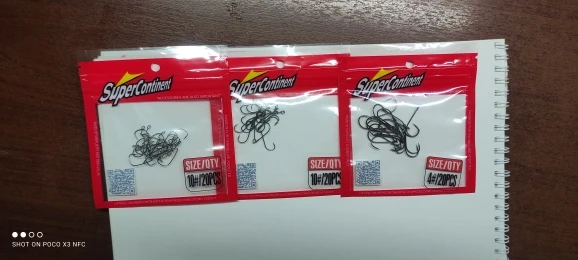 SuperContinent
SIZE/QTY
10#/20PCS
SuperContinent
SIZE/QTY
10#/20PCS
SuperContinent
SIZE/QTY
4#/20PCS
SHOT ON POCO X3 NFC